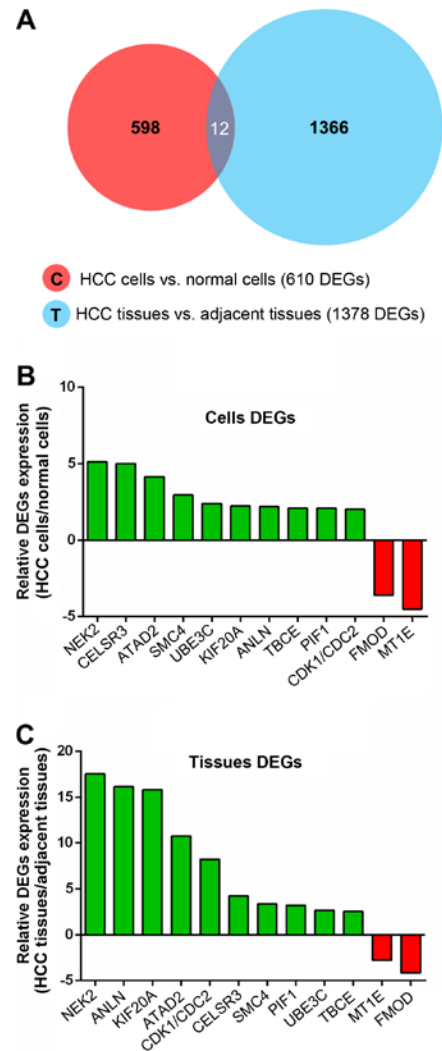 A
598
12
1366
C HCC cells vs. normal cells (610 DEGs)
T HCC tissues vs. adjacent tissues (1378 DEGs)
B
Cells DEGs
Relative DEGs expression
(HCC cells/normal cells)
10
5
0
-5
NEK2
CELSR3
ATAD2
SMC4
UBE3C
KIF20A
ANLN
TBCE
PIF1
CDK1/CDC2
FMOD
MT1E
C
Tissues DEGs
Relative DEGs expression
(HCC tissues/adjacent tissues)
20
15
10
5
0
-5
NEK2
ANLN
KIF20A
ATAD2
CDK1/CDC2
CELSR3
SMC4
PIF1
UBE3C
TBCE
MT1E
FMOD